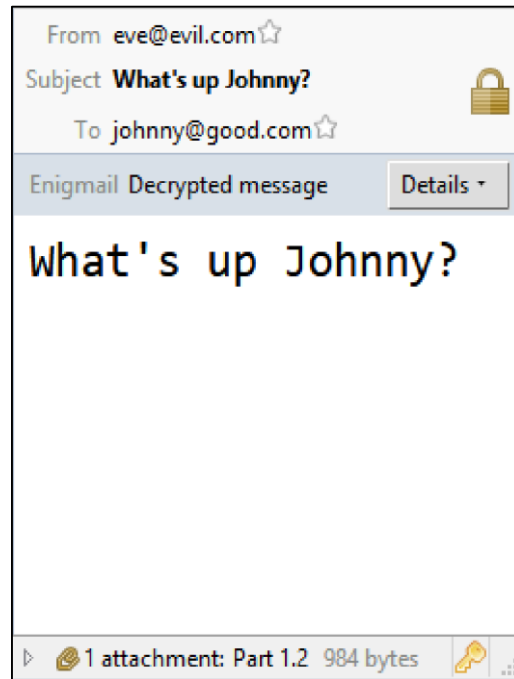 From eve@evil.com
Subject What's up Johnny?
To johnny@good.com
Enigmail Decrypted message Details
What's up Johnny?
1 attachment: Part 1.2 984 bytes